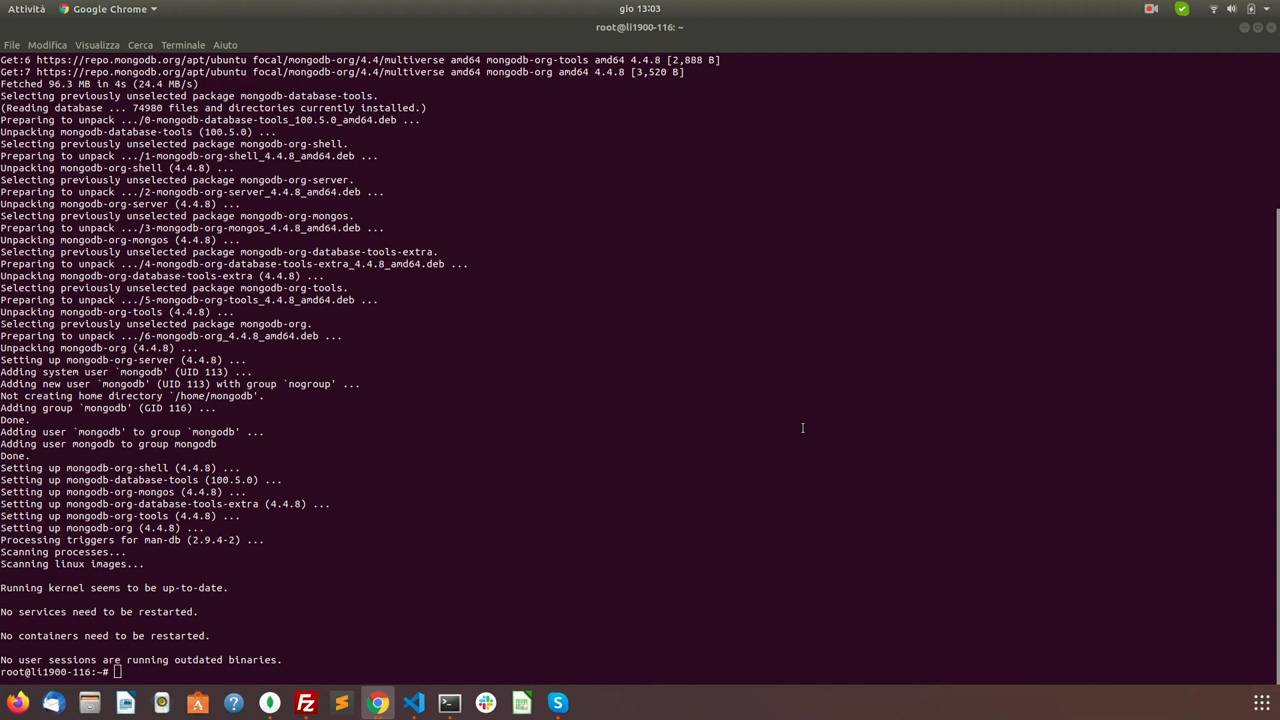 Attività
Google Chrome
gio 13:03
root@li1900-116: ~
File Modifica Visualizza Cerca Terminale Aiuto
Get:6 https://repo.mongodb.org/apt/ubuntu focal/mongodb-org/4.4/multiverse amd64 mongodb-org-tools amd64 4.4.8 [2,888 B]
Get:7 https://repo.mongodb.org/apt/ubuntu focal/mongodb-org/4.4/multiverse amd64 mongodb-org amd64 4.4.8 [3,520 B]
Fetched 96.3 MB in 4s (24.4 MB/s)
Selecting previously unselected package mongodb-database-tools.
(Reading database ... 74980 files and directories currently installed.)
Preparing to unpack .../0-mongodb-database-tools_100.5.0_amd64.deb ...
Unpacking mongodb-database-tools (100.5.0) ...
Selecting previously unselected package mongodb-org-shell.
Preparing to unpack .../1-mongodb-org-shell_4.4.8_amd64.deb ...
Unpacking mongodb-org-shell (4.4.8) ...
Selecting previously unselected package mongodb-org-server.
Preparing to unpack .../2-mongodb-org-server_4.4.8_amd64.deb ...
Unpacking mongodb-org-server (4.4.8) ...
Selecting previously unselected package mongodb-org-mongos.
Preparing to unpack .../3-mongodb-org-mongos_4.4.8_amd64.deb ...
Unpacking mongodb-org-mongos (4.4.8) ...
Selecting previously unselected package mongodb-org-database-tools-extra.
Preparing to unpack .../4-mongodb-org-database-tools-extra_4.4.8_amd64.deb ...
Unpacking mongodb-org-database-tools-extra (4.4.8) ...
Selecting previously unselected package mongodb-org-tools.
Preparing to unpack .../5-mongodb-org-tools_4.4.8_amd64.deb ...
Unpacking mongodb-org-tools (4.4.8) ...
Selecting previously unselected package mongodb-org.
Preparing to unpack .../6-mongodb-org_4.4.8_amd64.deb ...
Unpacking mongodb-org (4.4.8) ...
Setting up mongodb-org-server (4.4.8) ...
Adding system user `mongodb' (UID 113) ...
Adding new user `mongodb' (UID 113) with group `nogroup' ...
Not creating home directory `/home/mongodb'.
Adding group `mongodb' (GID 116) ...
Done.
Adding user `mongodb' to group `mongodb' ...
Adding user mongodb to group mongodb
Done.
Setting up mongodb-org-shell (4.4.8) ...
Setting up mongodb-database-tools (100.5.0) ...
Setting up mongodb-org-mongos (4.4.8) ...
Setting up mongodb-org-database-tools-extra (4.4.8) ...
Setting up mongodb-org-tools (4.4.8) ...
Setting up mongodb-org (4.4.8) ...
Processing triggers for man-db (2.9.4-2) ...
Scanning processes...
Scanning linux images...
Running kernel seems to be up-to-date.
No services need to be restarted.
No containers need to be restarted.
No user sessions are running outdated binaries.
root@li1900-116:~#